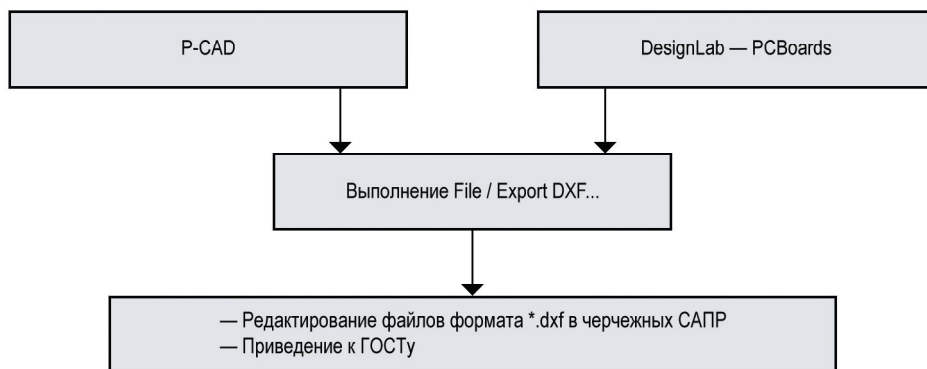 P-CAD
DesignLab — PCBoards
Выполнение File / Export DXF...
— Редактирование файлов формата *.dxf в черчежных САПР
— Приведение к ГОСТу